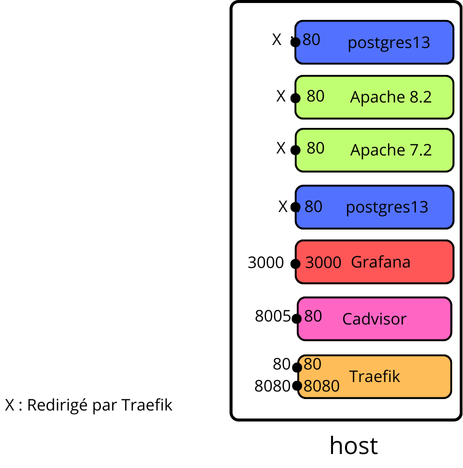 X 80 postgres13
X 80 Apache 8.2
X 80 Apache 7.2
X 80 postgres13
3000 3000 Grafana
8005 80 Cadvisor
80 80
Traefik
8080 8080
X : Redirigé par Traefik
host